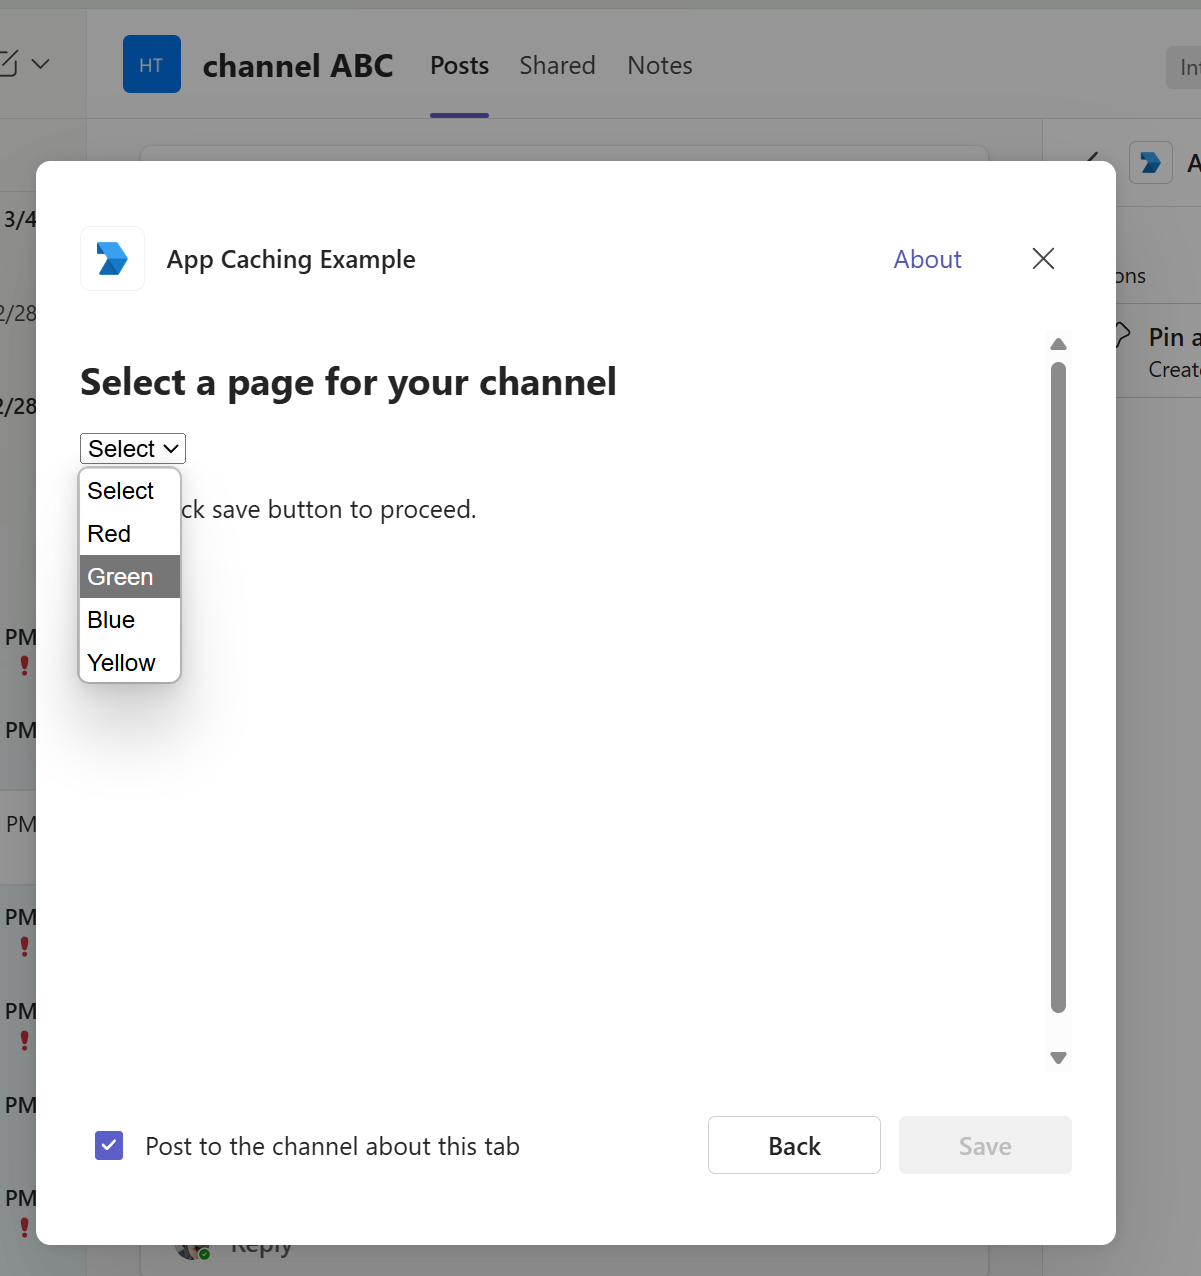 HT channel ABC Posts Shared Notes
3/4
App Caching Example About
2/28
ons
Select a page for your channel
Pin
2/28
Select
Select
ck save button to proceed.
Red
Green
Blue
PM
Yellow
PM
PM
PM
PM
PM
Post to the channel about this tab Back Save
PM
Reply